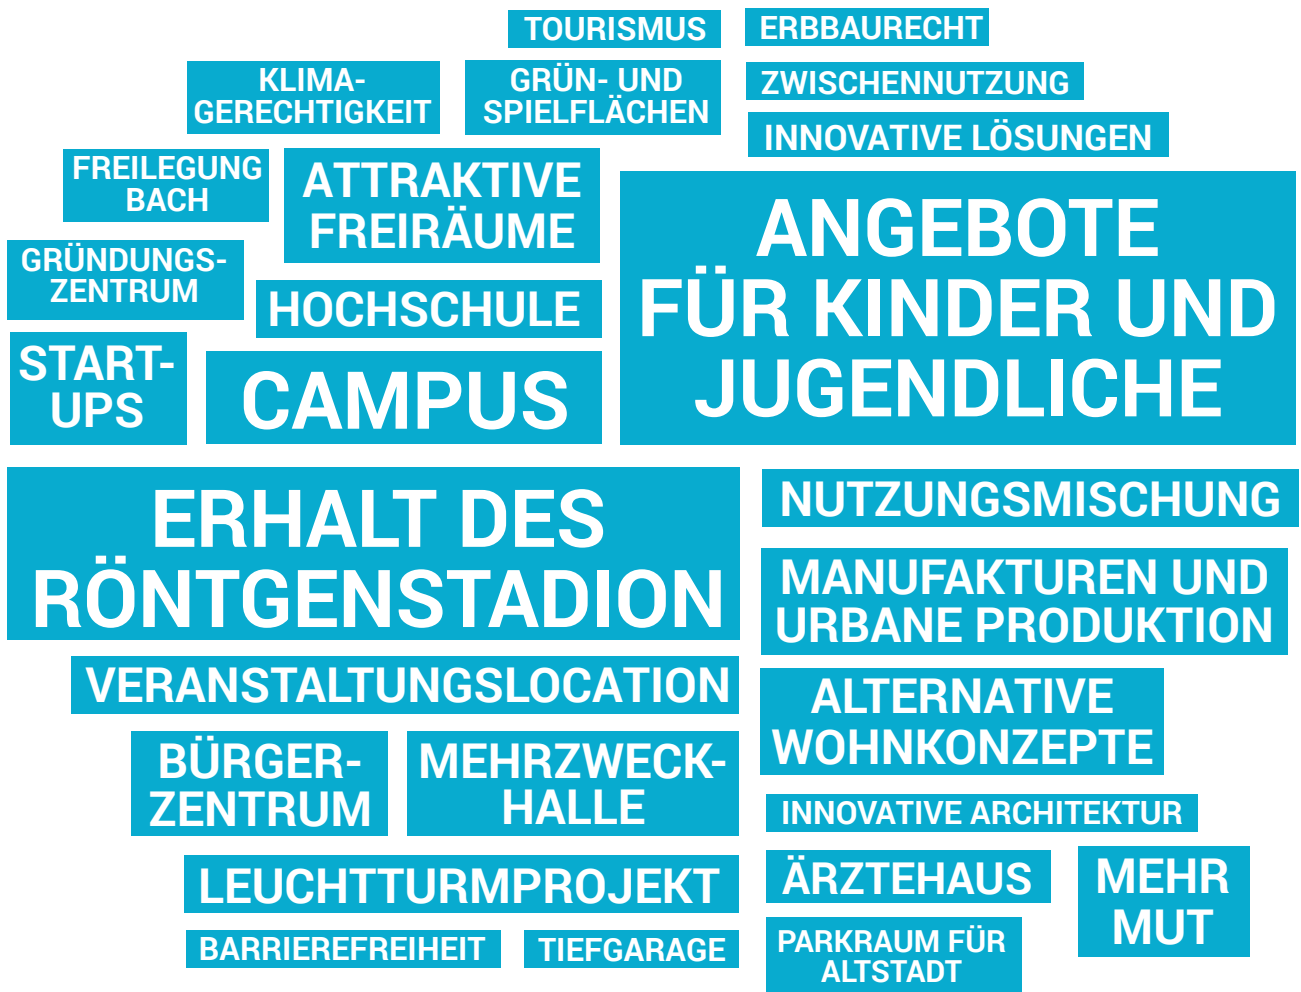 TOURISMUS
ERBBAURECHT
KLIMA-
GERECHTIGKEIT
GRÜN- UND
SPIELFLÄCHEN
ZWISCHENNUTZUNG
INNOVATIVE LÖSUNGEN
FREILEGUNG
BACH
ATTRAKTIVE
FREIRÄUME
ANGEBOTE
FÜR KINDER UND
JUGENDLICHE
GRÜNDUNGS-
ZENTRUM
HOCHSCHULE
START-
UPS
CAMPUS
ERHALT DES
RÖNTGENSTADION
NUTZUNGSMISCHUNG
MANUFAKTUREN UND
URBANE PRODUKTION
VERANSTALTUNGSLOCATION
ALTERNATIVE
WOHNKONZEPTE
BÜRGER-
ZENTRUM
MEHRZWECK-
HALLE
INNOVATIVE ARCHITEKTUR
LEUCHTTURMPROJEKT
ÄRZTEHAUS
MEHR
MUT
BARRIEREFREIHEIT
TIEFGARAGE
PARKRAUM FÜR
ALTSTADT